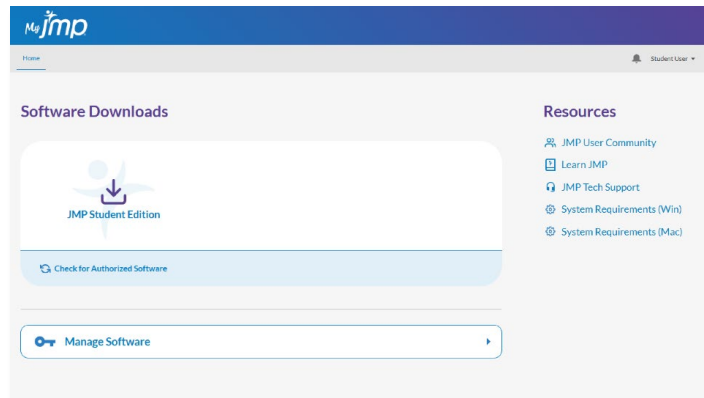 My jmp
Home
Student User
Software Downloads
JMP Student Edition
Check for Authorized Software
Manage Software
Resources
JMP User Community
Learn JMP
JMP Tech Support
System Requirements (Win)
System Requirements (Mac)